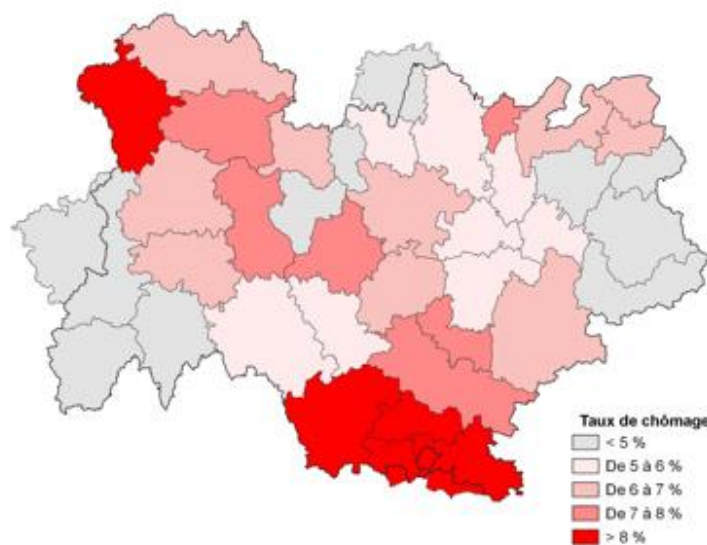 Taux de chômage
< 5 %
De 5 à 6 %
De 6 à 7 %
De 7 à 8 %
> 8 %